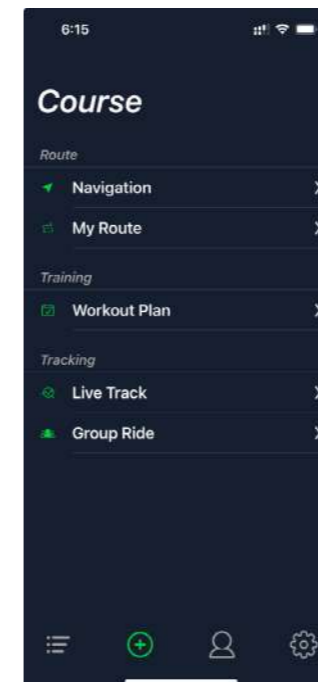 6:15
Course
Route
Navigation
My Route
Training
Workout Plan
Tracking
Live Track
Group Ride